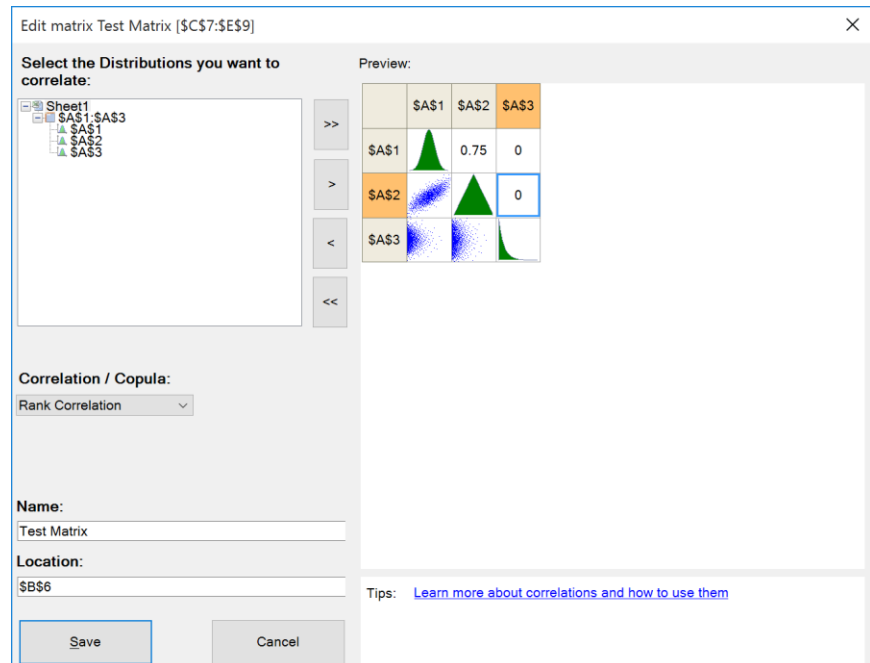 Edit matrix Test Matrix [$C$7:$E$9]
Select the Distributions you want to
correlate:
Sheet1
$A$1:$A$3
$A$1
$A$2
$A$3
>>
>
<
<<
Correlation / Copula:
Rank Correlation
Name:
Test Matrix
Location:
$B$6
Save
Cancel
Preview:
$A$1 $A$2 $A$3
$A$1 0.75 0
$A$2 0
$A$3
Tips: Learn more about correlations and how to use them